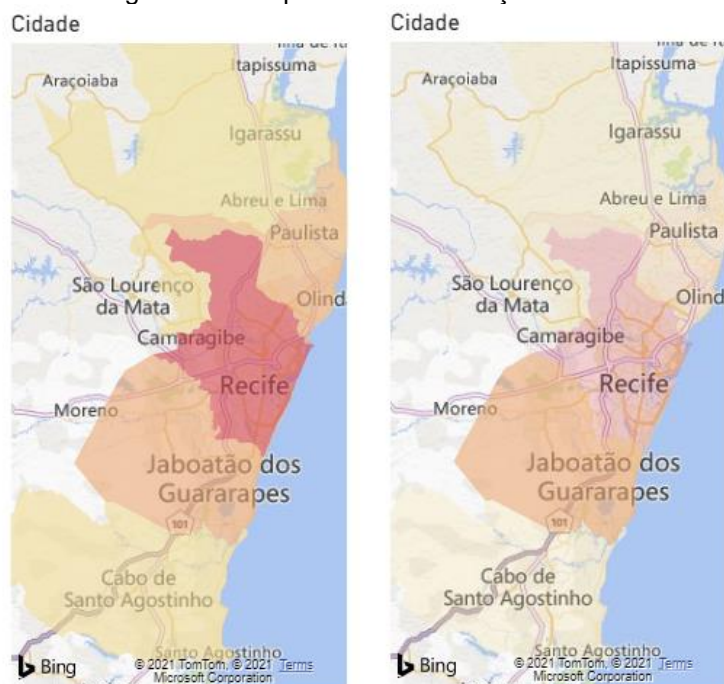 Cidade
Itapissuma
Araçoiaba
Igarassu
Abreu e Lima
Paulista
São Lourenço
da Mata
Olind
Camaragibe
Recife
Moreno
Jaboatão dos
Guararapes
101
Cabo de
Santo Agostinho
Santo Agostinho
Bing
© 2021 TomTom, © 2021 Terms
Microsoft Corporation
Cidade
Itapissuma
Araçoiaba
Igarassu
Abreu e Lima
Paulista
São Lourenço
da Mata
Olind
Camaragibe
Recife
Moreno
Jaboatão dos
Guararapes
101
Cabo de
Santo Agostinho
Santo Agostinho
Bing
© 2021 TomTom, © 2021 Terms
Microsoft Corporation